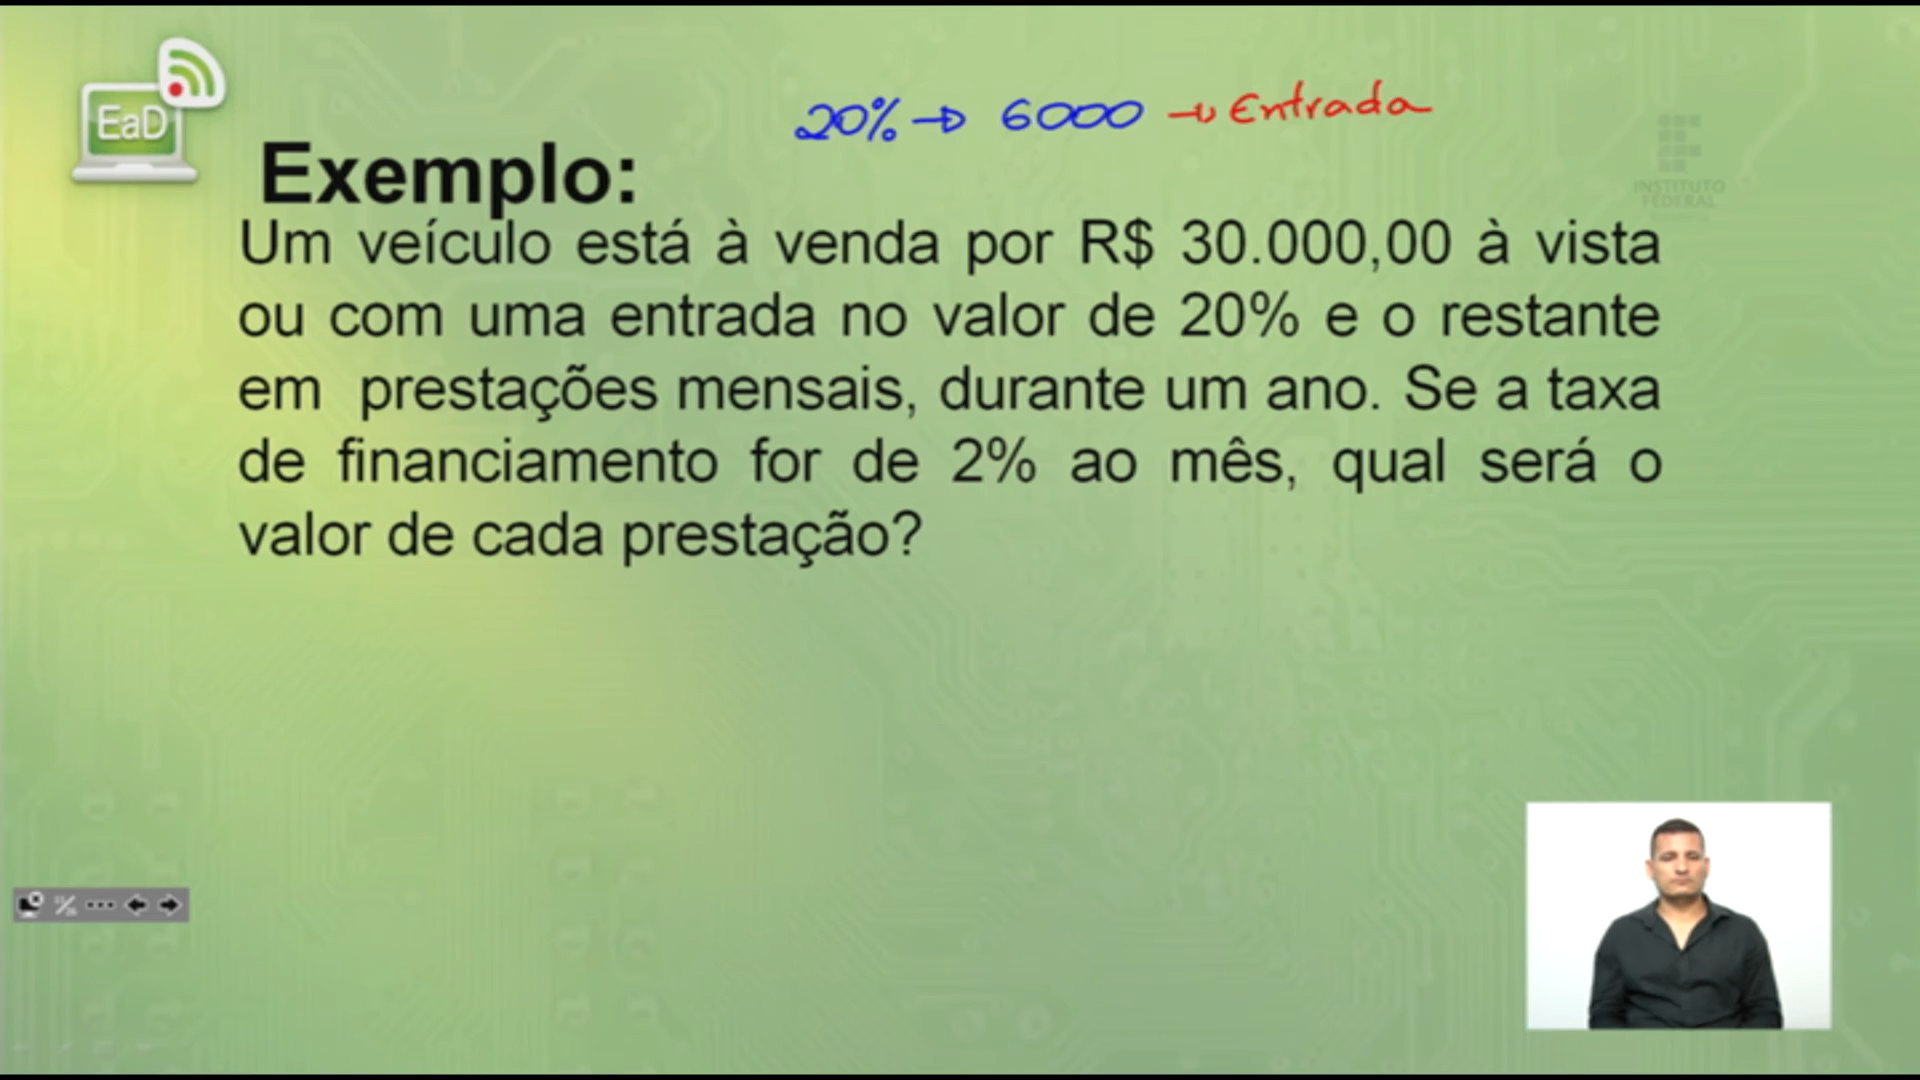 20% → 6000 → Entrada
EaD
Exemplo:
INSTITUTO
FEDERAL
Um veículo está à venda por R$ 30.000,00 à vista
ou com uma entrada no valor de 20% e o restante
em prestações mensais, durante um ano. Se a taxa
de financiamento for de 2% ao mês, qual será o
valor de cada prestação?